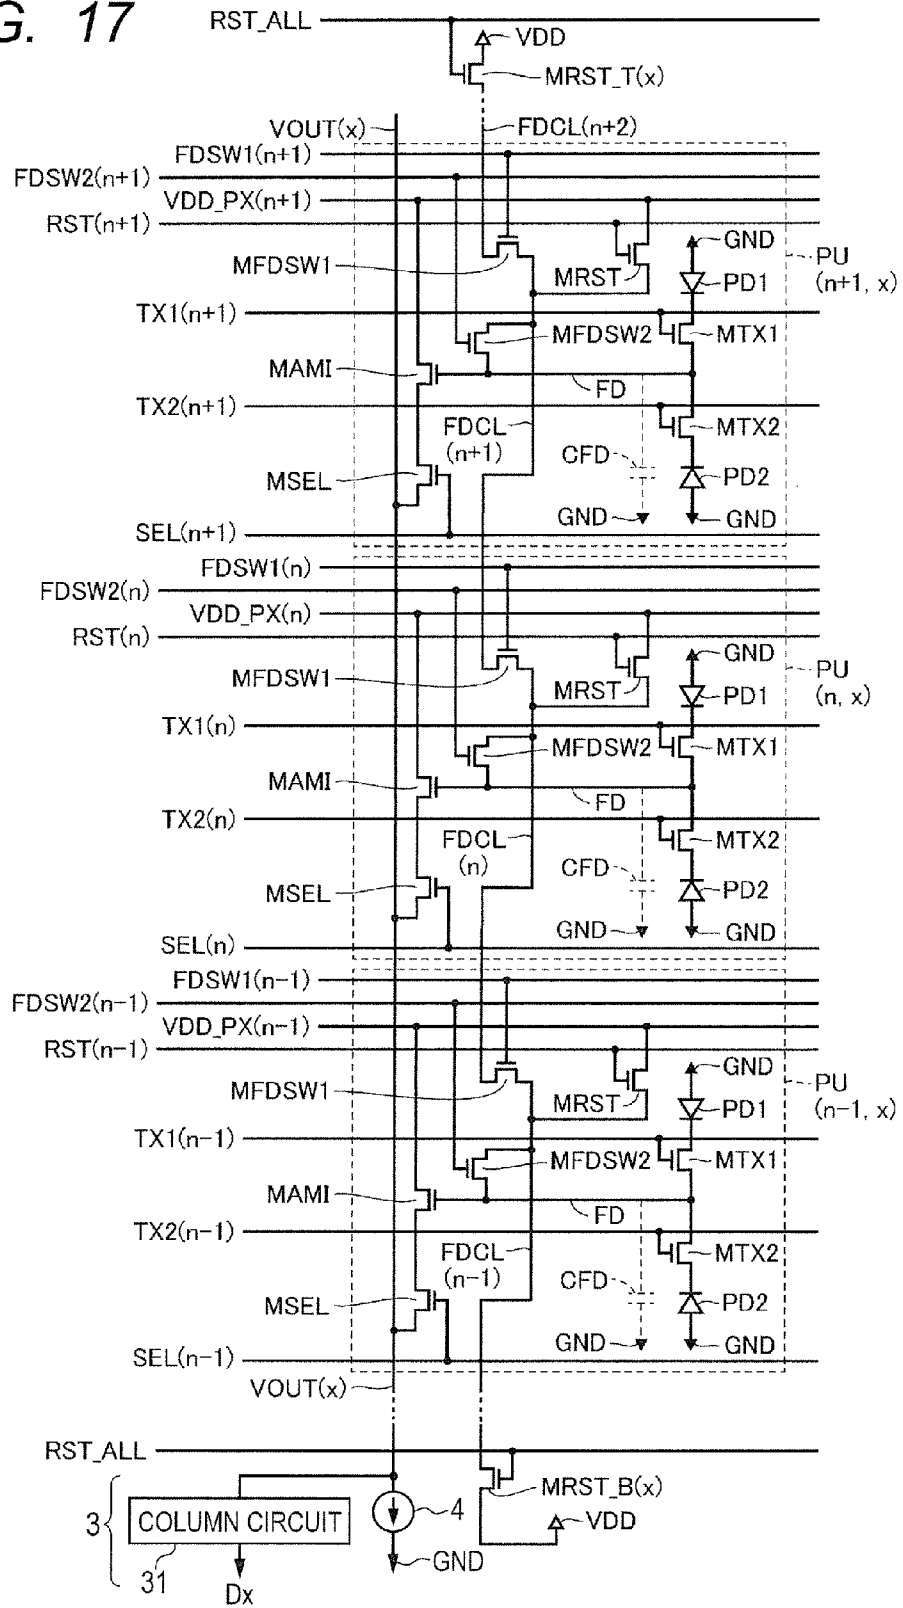 G. 17
RST_ALL
VDD
MRST_T(x)
VOUT(x)
FDCL(n+2)
FDSW1(n+1)
FDSW2(n+1)
VDD_PX(n+1)
RST(n+1)
GND
PU
(n+1, x)
MFDSW1
MRST
PD1
TX1(n+1)
MFDSW2
MTX1
MAMI
FD
TX2(n+1)
FDCL
(n+1)
MTX2
CFD
MSEL
PD2
GND
GND
SEL(n+1)
FDSW1(n)
FDSW2(n)
VDD_PX(n)
RST(n)
GND
PU
(n, x)
MFDSW1
MRST
PD1
TX1(n)
MFDSW2
MTX1
MAMI
FD
TX2(n)
FDCL
(n)
MTX2
CFD
MSEL
PD2
GND
GND
SEL(n)
FDSW1(n-1)
FDSW2(n-1)
VDD_PX(n-1)
RST(n-1)
GND
PU
(n-1, x)
MFDSW1
MRST
PD1
TX1(n-1)
MFDSW2
MTX1
MAMI
FD
TX2(n-1)
FDCL
(n-1)
MTX2
CFD
MSEL
PD2
GND
GND
SEL(n-1)
VOUT(x)
RST_ALL
MRST_B(x)
3
COLUMN CIRCUIT
4
VDD
31
GND
Dx